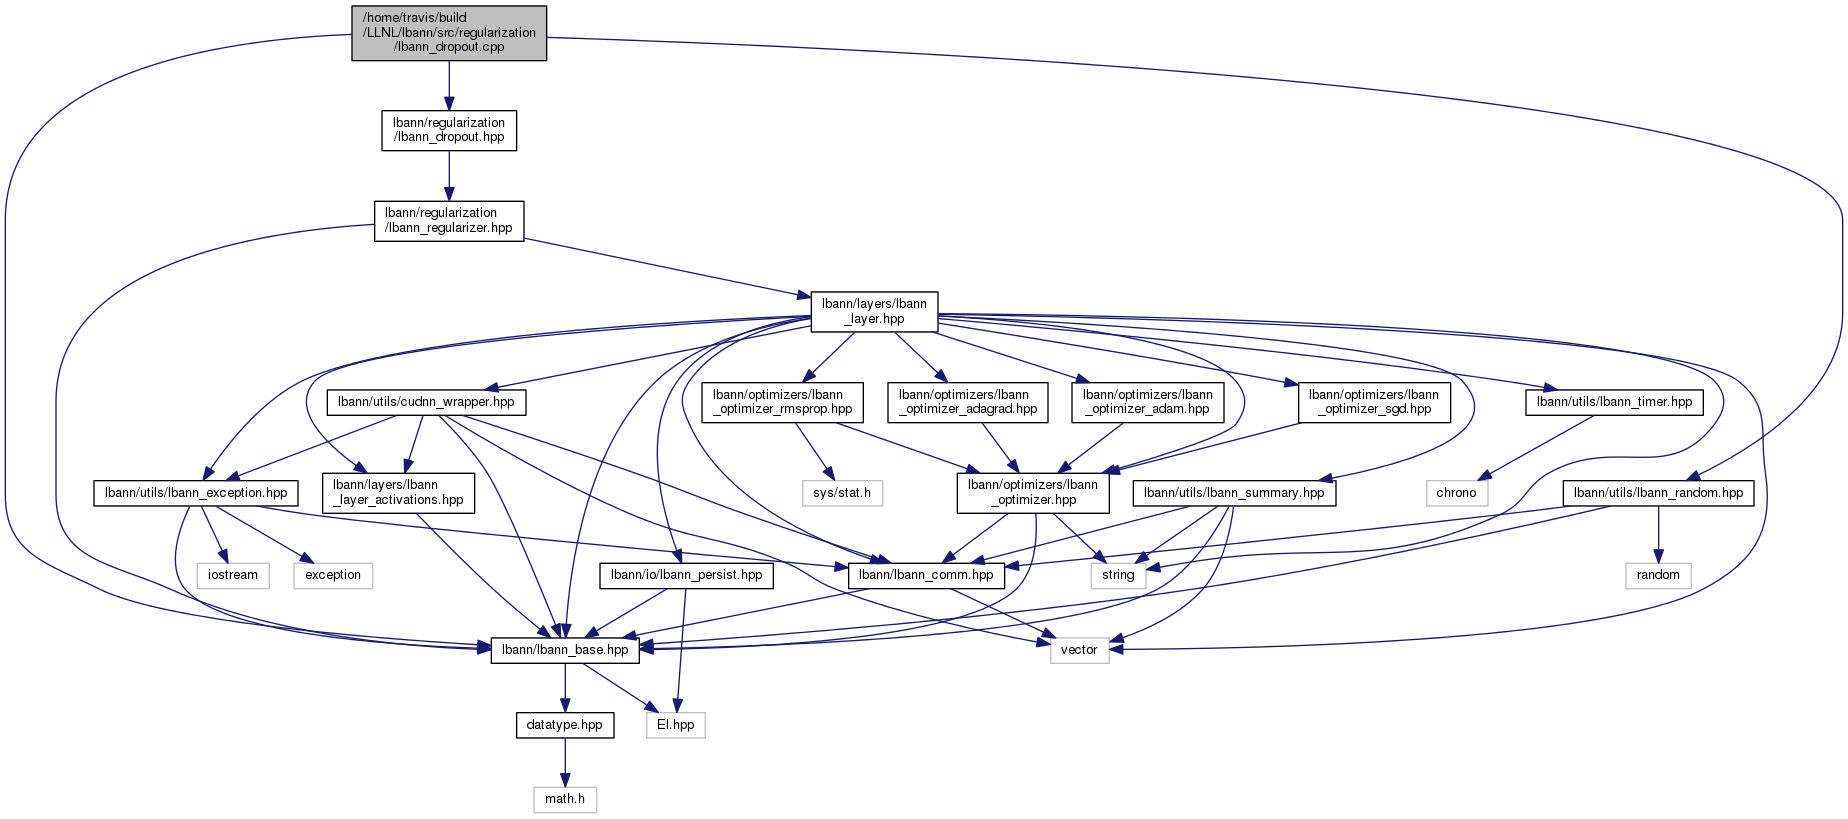 /home/travis/build
/LLNL/lbann/src/regularization
/lbann_dropout.cpp
lbann/regularization
/lbann_dropout.hpp
lbann/regularization
/lbann_regularizer.hpp
lbann/layers/lbann
_layer.hpp
lbann/utils/cudnn_wrapper.hpp
lbann/optimizers/lbann
_optimizer_rmsprop.hpp
lbann/optimizers/lbann
_optimizer_adagrad.hpp
lbann/optimizers/lbann
_optimizer_adam.hpp
lbann/optimizers/lbann
_optimizer_sgd.hpp
lbann/utils/lbann_timer.hpp
lbann/utils/lbann_exception.hpp
lbann/layers/lbann
_layer_activations.hpp
sys/stat.h
lbann/optimizers/lbann
_optimizer.hpp
lbann/utils/lbann_summary.hpp
chrono
lbann/utils/lbann_random.hpp
iostream
exception
lbann/io/lbann_persist.hpp
lbann/lbann_comm.hpp
string
random
lbann/lbann_base.hpp
vector
datatype.hpp
El.hpp
math.h